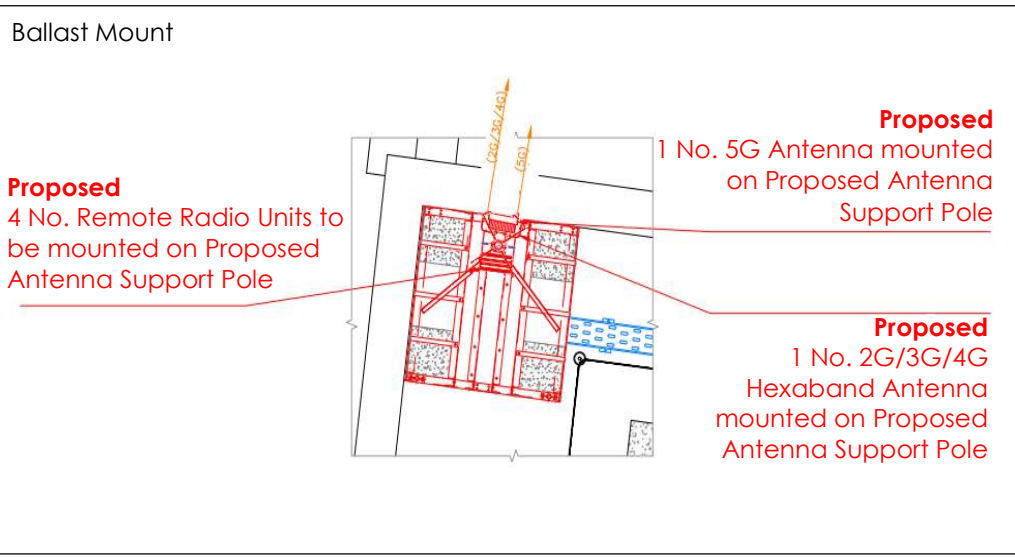 Ballast Mount
(2G/3G/4G)
(5G)
Proposed
1 No. 5G Antenna mounted
on Proposed Antenna
Support Pole
Proposed
4 No. Remote Radio Units to
be mounted on Proposed
Antenna Support Pole
Proposed
1 No. 2G/3G/4G
Hexaband Antenna
mounted on Proposed
Antenna Support Pole